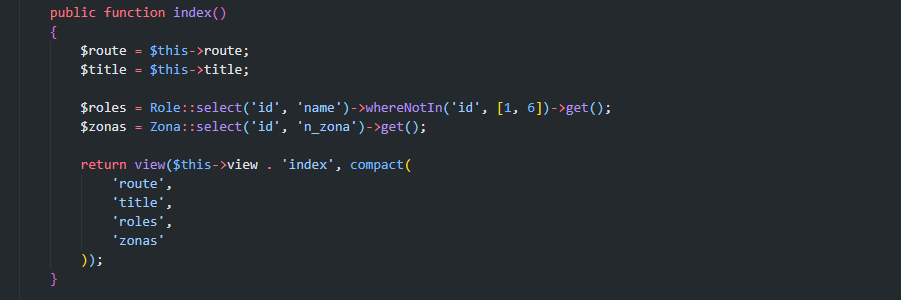 public function index()
{
$route = $this->route;
$title = $this->title;
$roles = Role::select('id', 'name')->whereNotIn('id', [1, 6])->get();
$zonas = Zona::select('id', 'n_zona')->get();
return view($this->view . 'index', compact(
'route',
'title',
'roles',
'zonas'
));
}